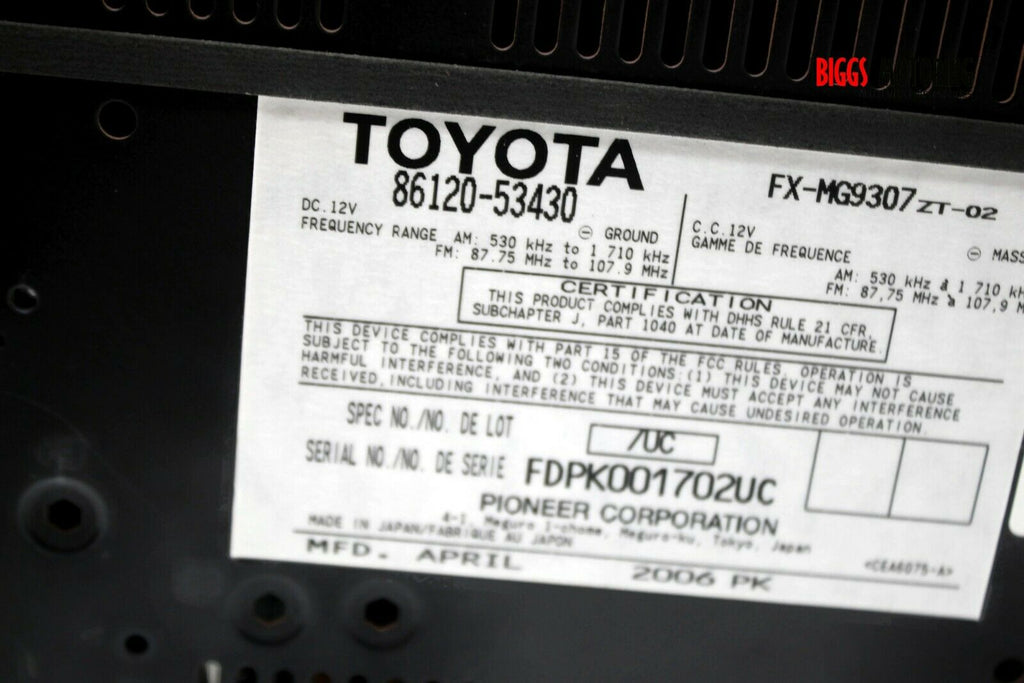 BIGGS
TOYOTA
86120-53430
FX-MG9307ZT-02
DC.12V
⊖ GROUND
FREQUENCY RANGE AM: 530 kHz to 1 710 kHz
FM: 87.75 MHz to 107.9 MHz
C.C.12V
⊖ MASS
GAMME DE FREQUENCE
AM: 530 kHz à 1 710 kH
FM: 87,75 MHz à 107,9 M
CERTIFICATION
THIS PRODUCT COMPLIES WITH DHHS RULE 21 CFR,
SUBCHAPTER J, PART 1040 AT DATE OF MANUFACTURE.
THIS DEVICE COMPLIES WITH PART 15 OF THE FCC RULES. OPERATION IS
SUBJECT TO THE FOLLOWING TWO CONDITIONS:(1) THIS DEVICE MAY NOT CAUSE
HARMFUL INTERFERENCE, AND (2) THIS DEVICE MUST ACCEPT ANY INTERFERENCE
RECEIVED,INCLUDING INTERFERENCE THAT MAY CAUSE UNDESIRED OPERATION.
SPEC NO./NO. DE LOT
/UC
SERIAL NO./NO. DE SERIE FDPK001702UC
PIONEER CORPORATION
4-1, Meguro 1-chome, Meguro-ku, Tokyo, Japan
MADE IN JAPAN/FABRIQUE AU JAPON
<CEA6075-A>
MFD. APRIL 2006 PK